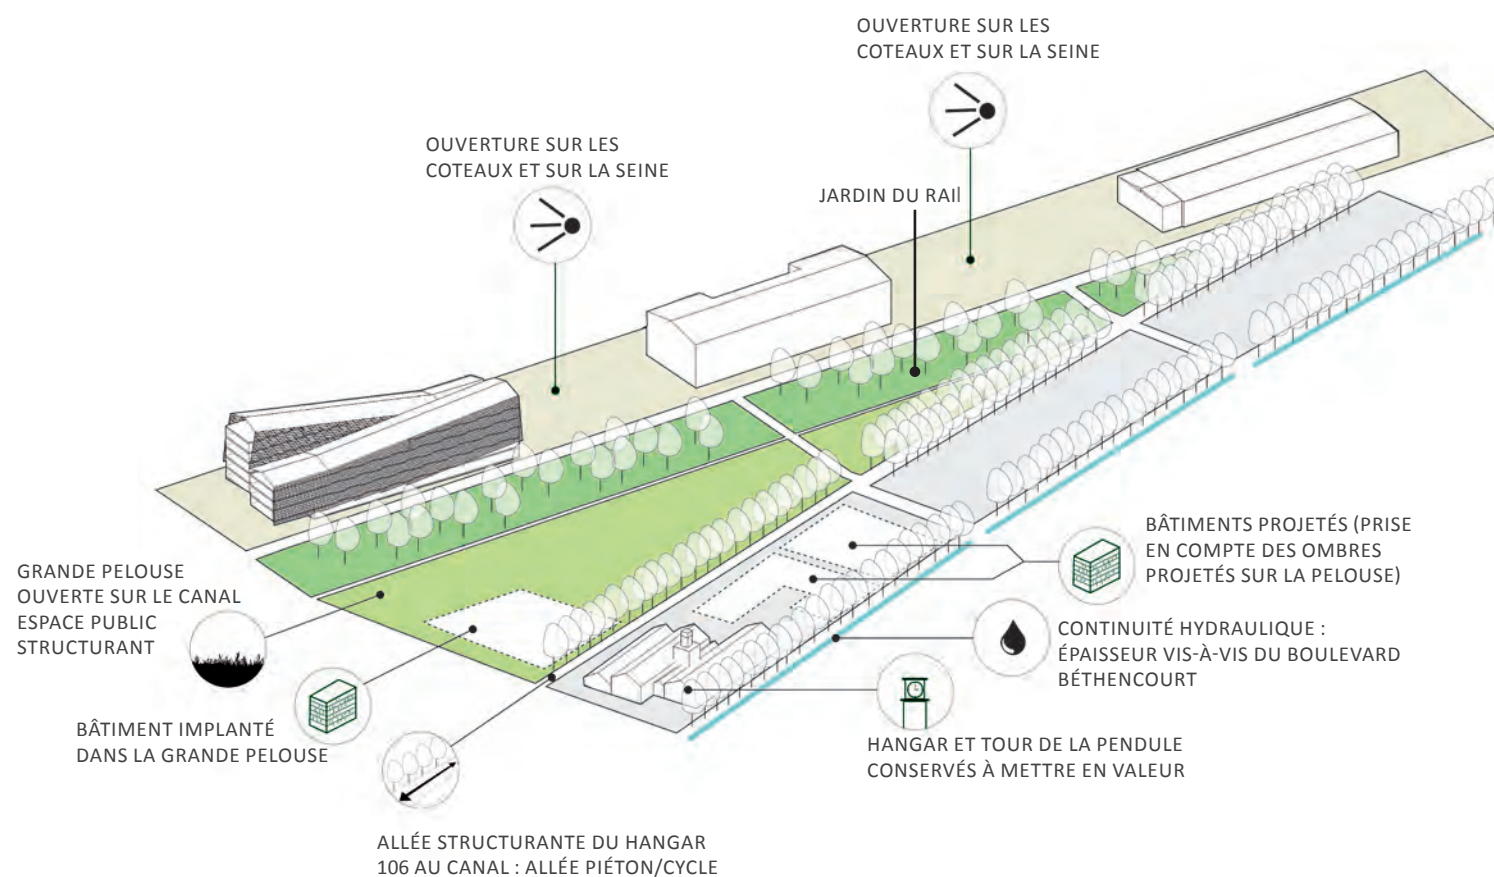 OUVERTURE SUR LES
COTEAUX ET SUR LA SEINE
OUVERTURE SUR LES
COTEAUX ET SUR LA SEINE
JARDIN DU RAIl
GRANDE PELOUSE
OUVERTE SUR LE CANAL
ESPACE PUBLIC
STRUCTURANT
BÂTIMENTS PROJETÉS (PRISE
EN COMPTE DES OMBRES
PROJETÉS SUR LA PELOUSE)
CONTINUITÉ HYDRAULIQUE :
ÉPAISSEUR VIS-À-VIS DU BOULEVARD
BÉTHENCOURT
BÂTIMENT IMPLANTÉ
DANS LA GRANDE PELOUSE
HANGAR ET TOUR DE LA PENDULE
CONSERVÉS À METTRE EN VALEUR
ALLÉE STRUCTURANTE DU HANGAR
106 AU CANAL : ALLÉE PIÉTON/CYCLE